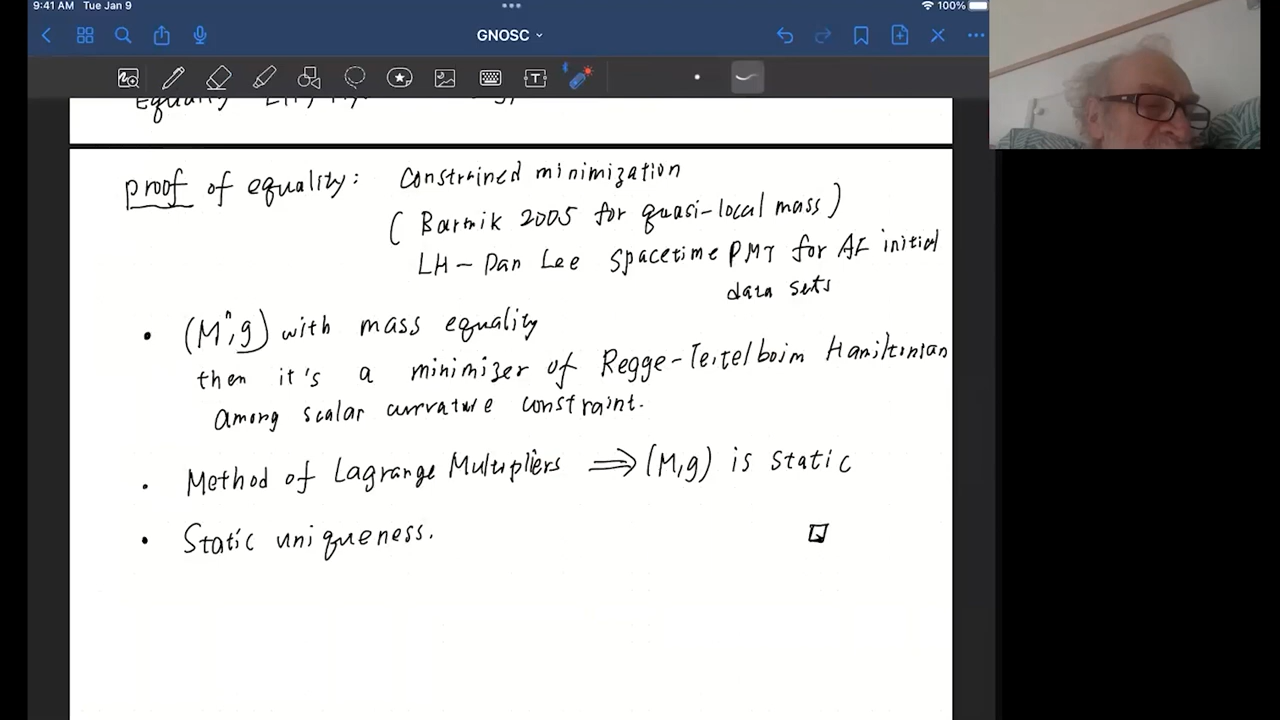 9:41 AM Tue Jan 9
100%
GNOSC
Equality
proof of equality: Constrained minimization
( Bartnik 2005 for quasi-local mass )
LH - Dan Lee spacetime PMT for AF initial
data sets
• (Mⁿ, g) with mass equality
then it's a minimizer of Regge-Teitelboim Hamiltonian
among scalar curvature constraint.
• Method of Lagrange Multipliers ⟹ (M, g) is static
• Static uniqueness. □